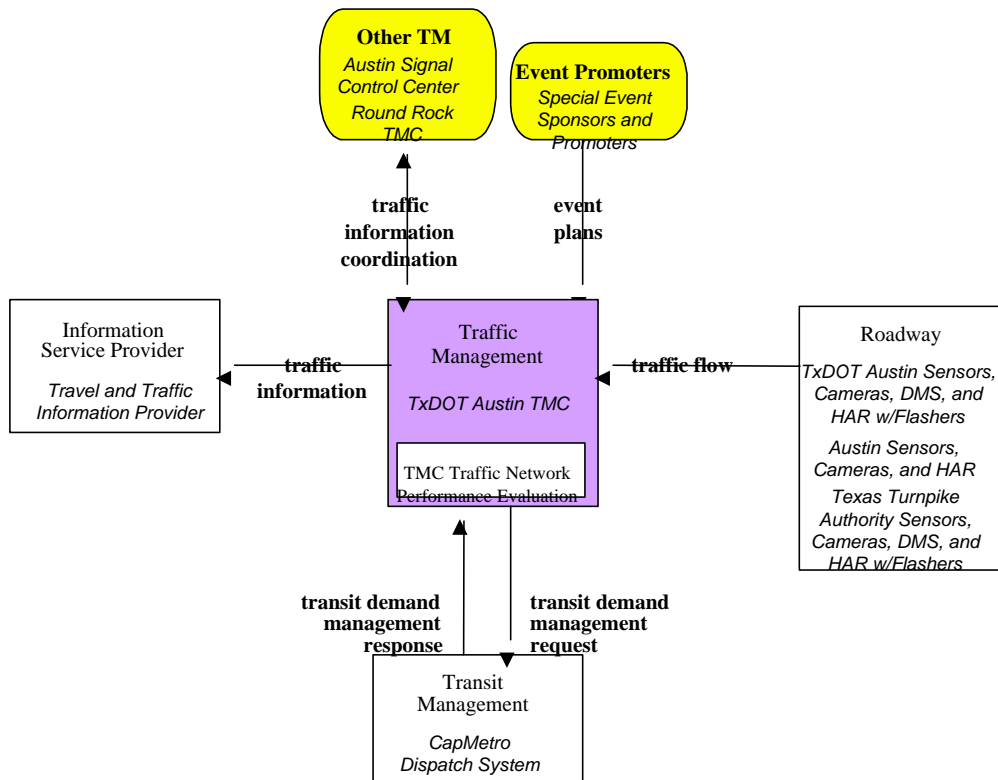 Other TM
Austin Signal
Control Center
Round Rock
TMC
Event Promoters
Special Event
Sponsors and
Promoters
traffic
information
coordination
event
plans
Information
Service Provider
Travel and Traffic
Information Provider
traffic
information
Traffic
Management
TxDOT Austin TMC
TMC Traffic Network
Performance Evaluation
traffic flow
Roadway
TxDOT Austin Sensors,
Cameras, DMS, and
HAR w/Flashers
Austin Sensors,
Cameras, and HAR
Texas Turnpike
Authority Sensors,
Cameras, DMS, and
HAR w/Flashers
transit demand
management
response
transit demand
management
request
Transit
Management
CapMetro
Dispatch System